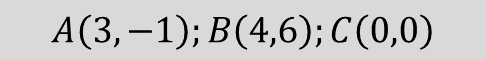 A(3,−1); B(4,6); C(0,0)